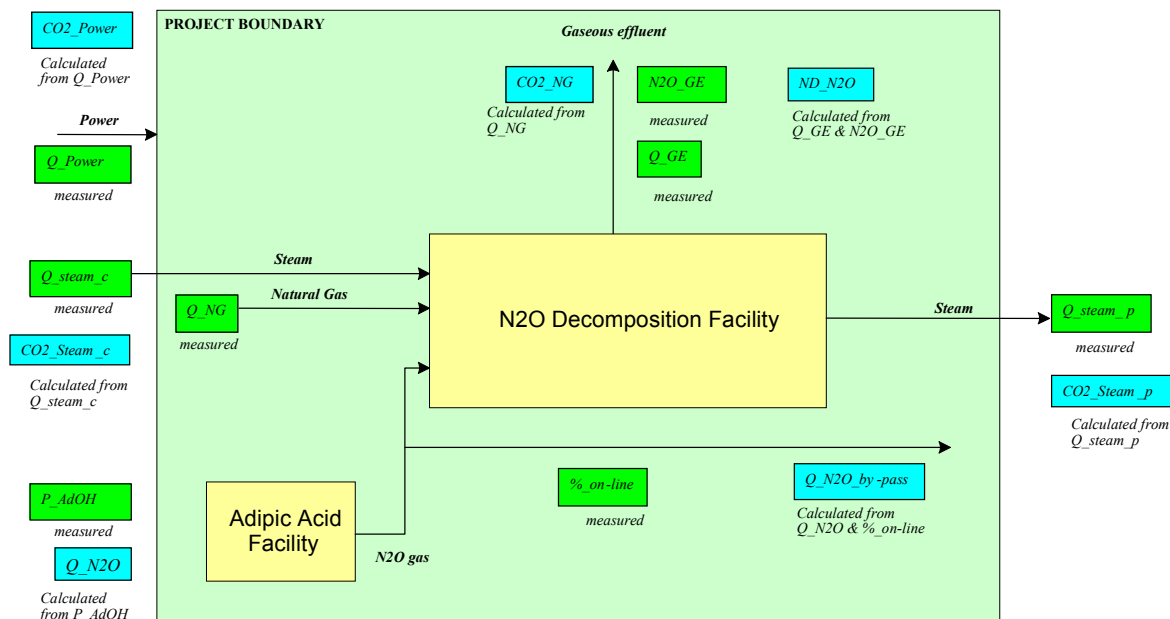 CO2_Power
Calculated
from Q_Power
Power
Q_Power
measured
Q_steam_c
measured
CO2_Steam_c
Calculated from
Q_steam_c
P_AdOH
measured
Q_N2O
Calculated
from P_AdOH
PROJECT BOUNDARY
Gaseous effluent
CO2_NG
Calculated from
Q_NG
N2O_GE
measured
Q_GE
measured
ND_N2O
Calculated from
Q_GE & N2O_GE
Steam
Natural Gas
Q_NG
measured
N2O Decomposition Facility
Steam
Q_steam_p
measured
CO2_Steam_p
Calculated from
Q_steam_p
Adipic Acid
Facility
N2O gas
%_on-line
measured
Q_N2O_by-pass
Calculated from
Q_N2O & %_on-line